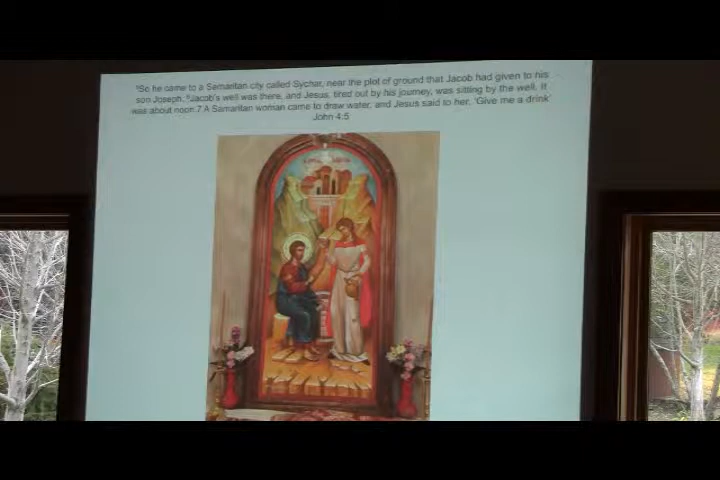 ⁵So he came to a Samaritan city called Sychar, near the plot of ground that Jacob had given to his
son Joseph. ⁶Jacob's well was there, and Jesus, tired out by his journey, was sitting by the well. It
was about noon.7 A Samaritan woman came to draw water, and Jesus said to her, 'Give me a drink'
John 4:5